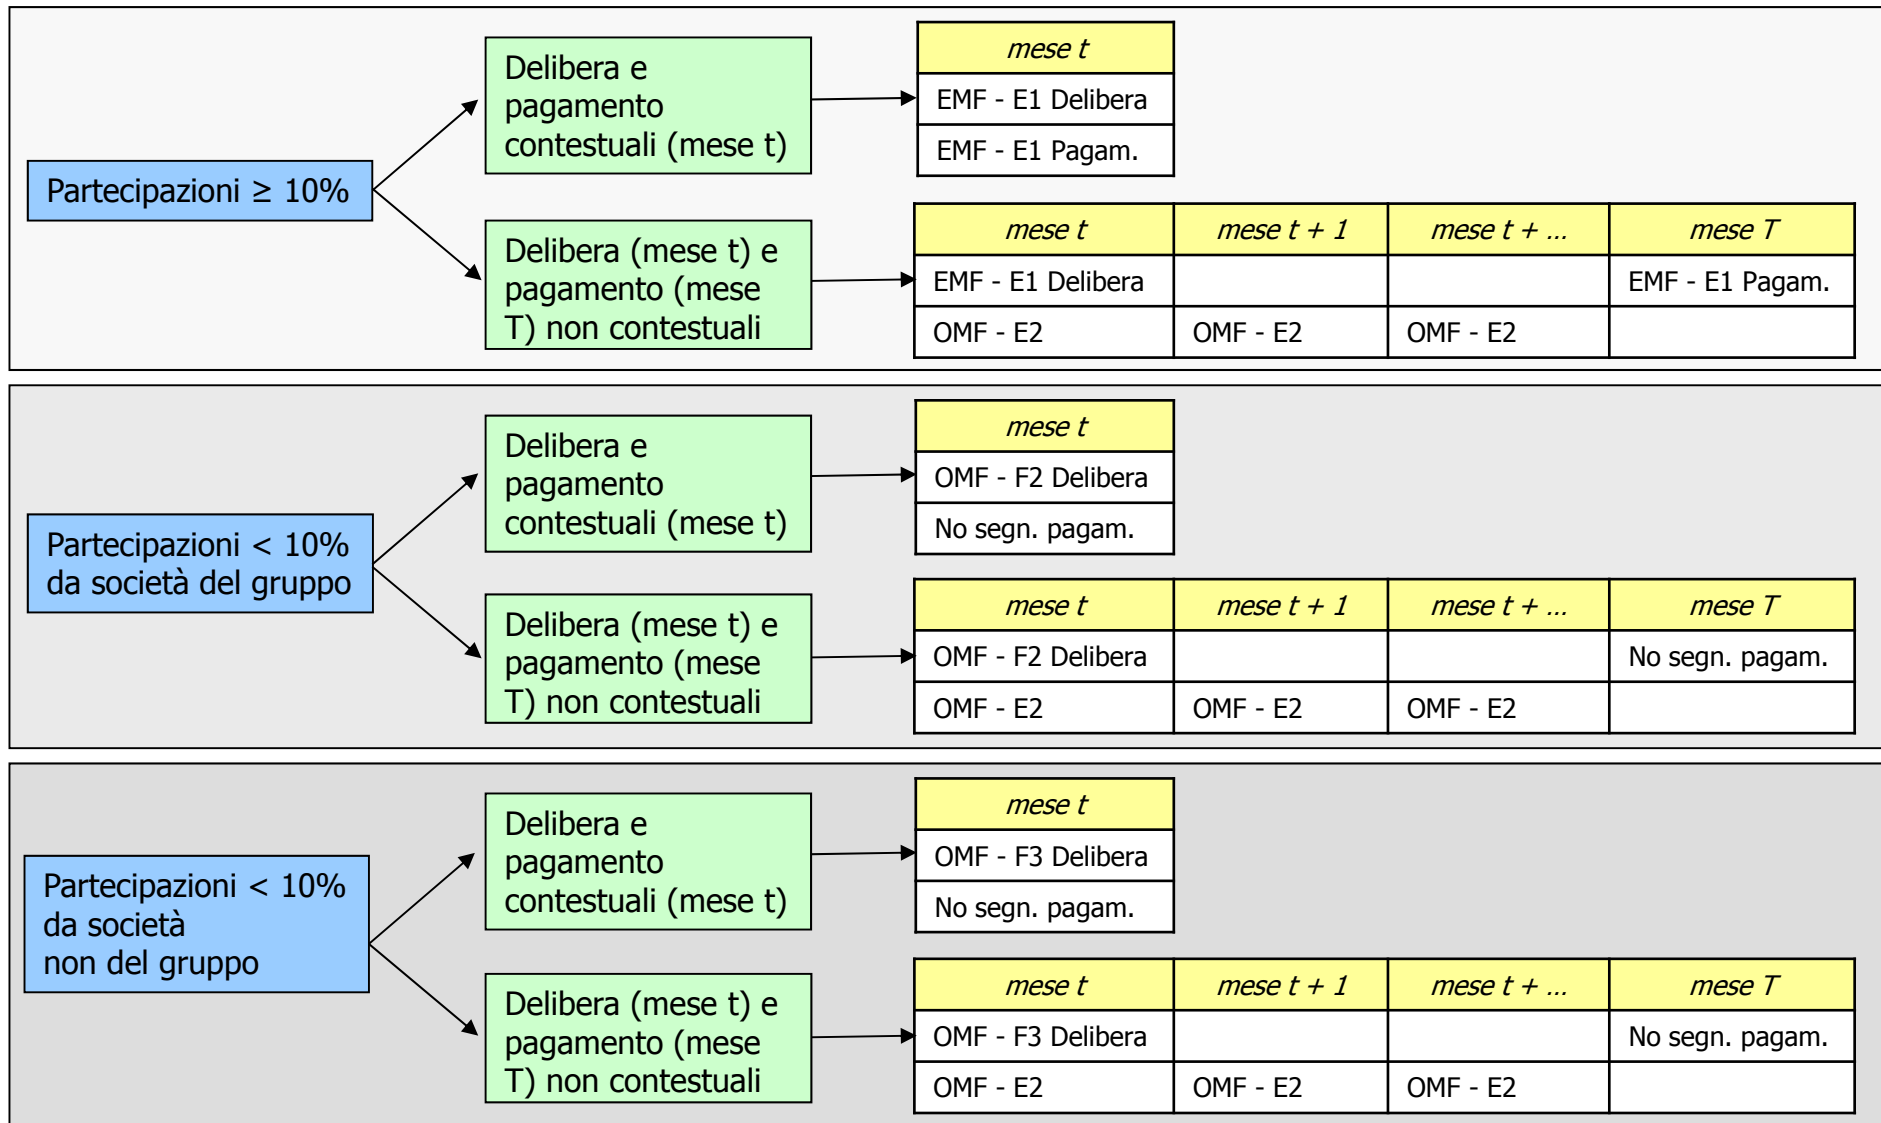 Partecipazioni ≥ 10%
Delibera e
pagamento
contestuali (mese t)
mese t
EMF - E1 Delibera
EMF - E1 Pagam.
Delibera (mese t) e
pagamento (mese
T) non contestuali
mese t mese t + 1 mese t + ... mese T
EMF - E1 Delibera EMF - E1 Pagam.
OMF - E2 OMF - E2 OMF - E2
Partecipazioni < 10%
da società del gruppo
Delibera e
pagamento
contestuali (mese t)
mese t
OMF - F2 Delibera
No segn. pagam.
Delibera (mese t) e
pagamento (mese
T) non contestuali
mese t mese t + 1 mese t + ... mese T
OMF - F2 Delibera No segn. pagam.
OMF - E2 OMF - E2 OMF - E2
Partecipazioni < 10%
da società
non del gruppo
Delibera e
pagamento
contestuali (mese t)
mese t
OMF - F3 Delibera
No segn. pagam.
Delibera (mese t) e
pagamento (mese
T) non contestuali
mese t mese t + 1 mese t + ... mese T
OMF - F3 Delibera No segn. pagam.
OMF - E2 OMF - E2 OMF - E2